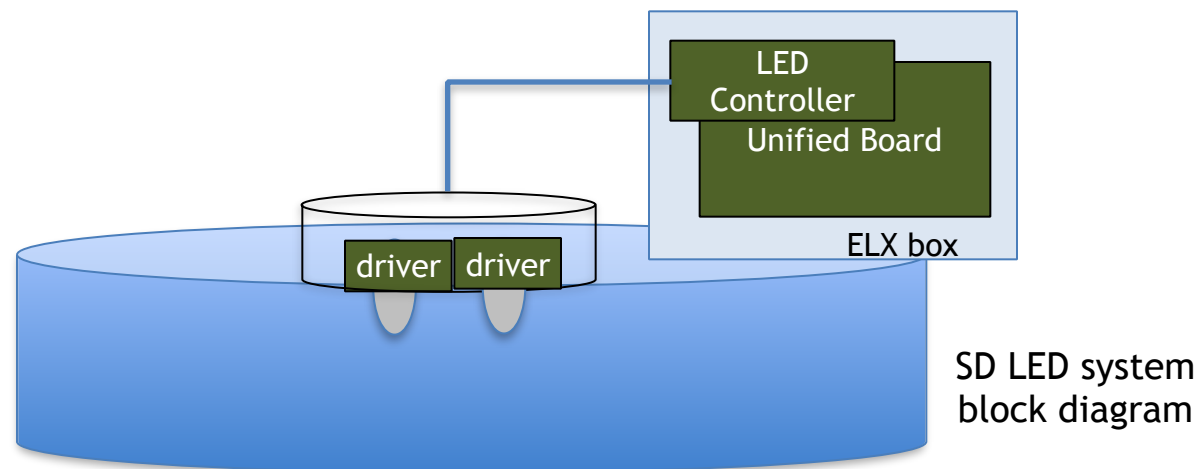 LED
Controller
Unified Board
ELX box
driver driver
SD LED system
block diagram